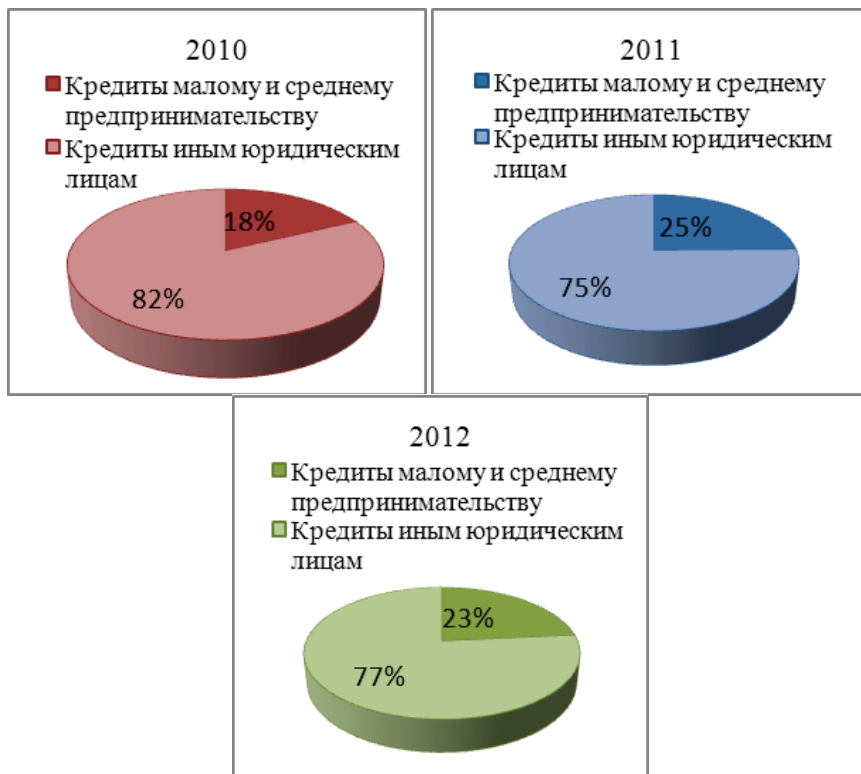 2010
Кредиты малому и среднему
предпринимательству
Кредиты иным юридическим
лицам
18%
82%
2011
Кредиты малому и среднему
предпринимательству
Кредиты иным юридическим
лицам
25%
75%
2012
Кредиты малому и среднему
предпринимательству
Кредиты иным юридическим
лицам
23%
77%